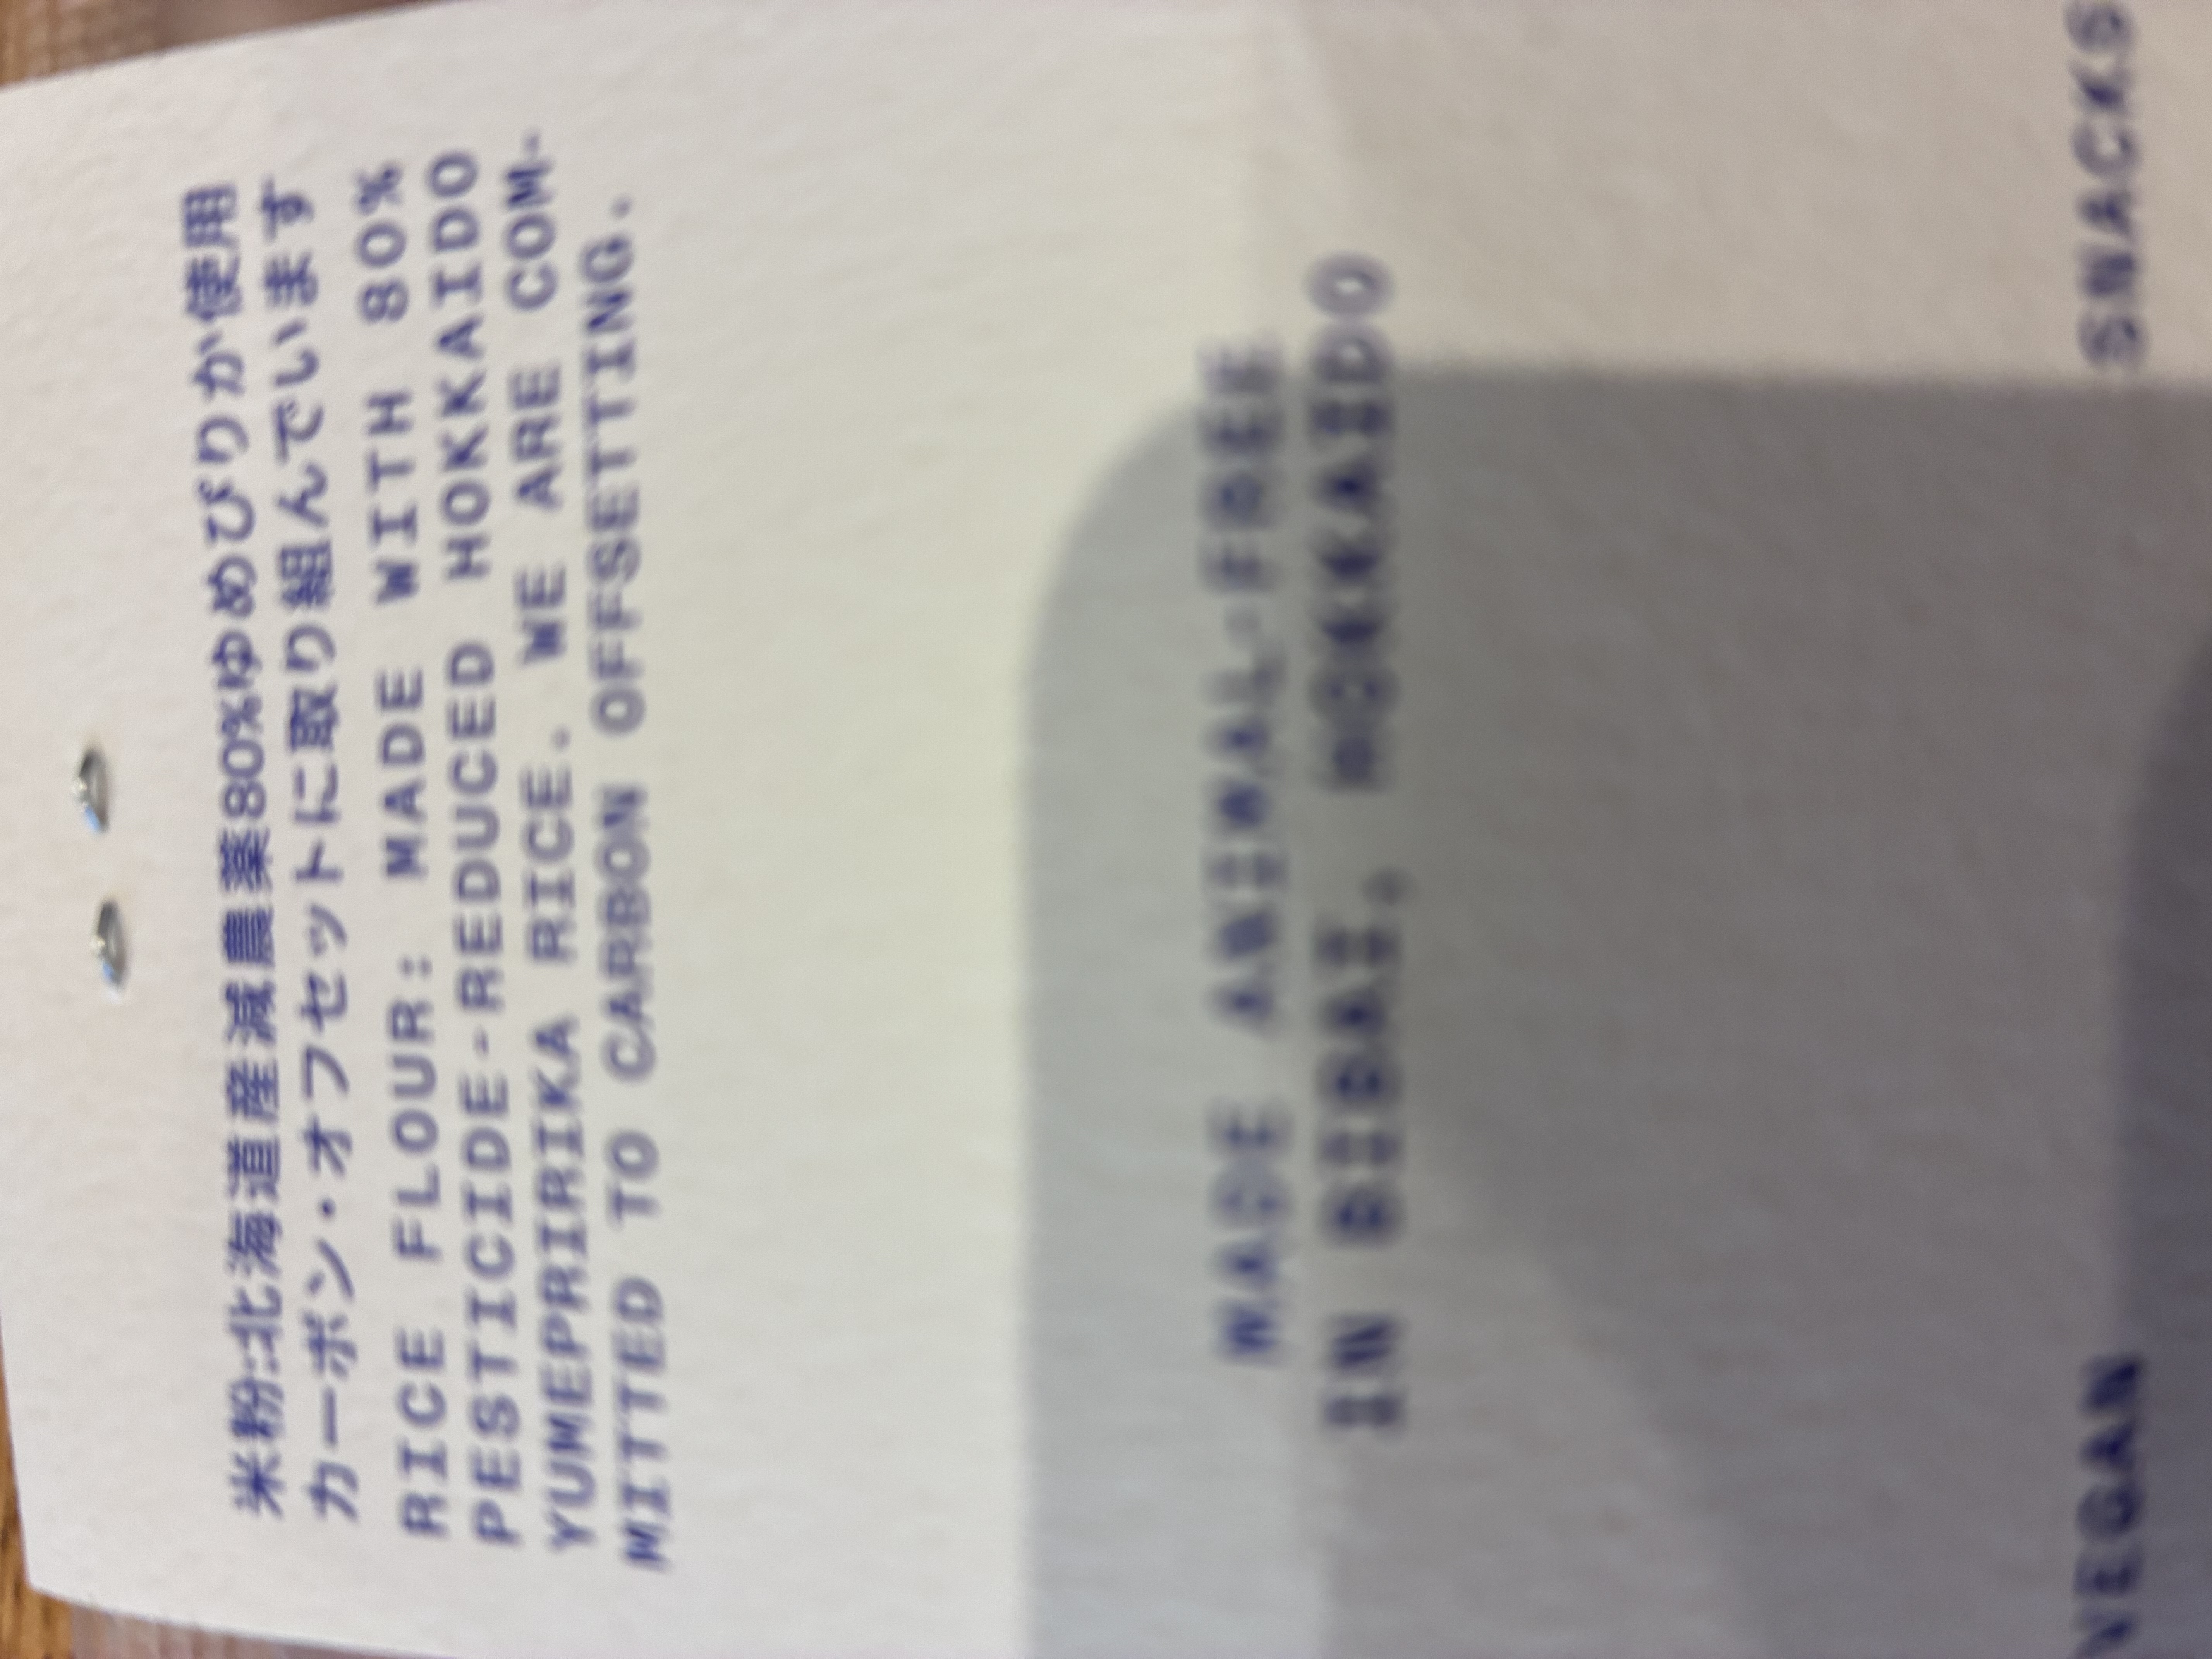 米粉:北海道産減農薬80%ゆめぴりか使用
カーボン・オフセットに取り組んでいます
RICE FLOUR: MADE WITH 80%
PESTICIDE-REDUCED HOKKAIDO
YUMEPRIRIKA RICE. WE ARE COM-
MITTED TO CARBON OFFSETTING.
MADE ANIMAL-FREE
IN BIBAI, HOKKAIDO
VEGAN SNACKS